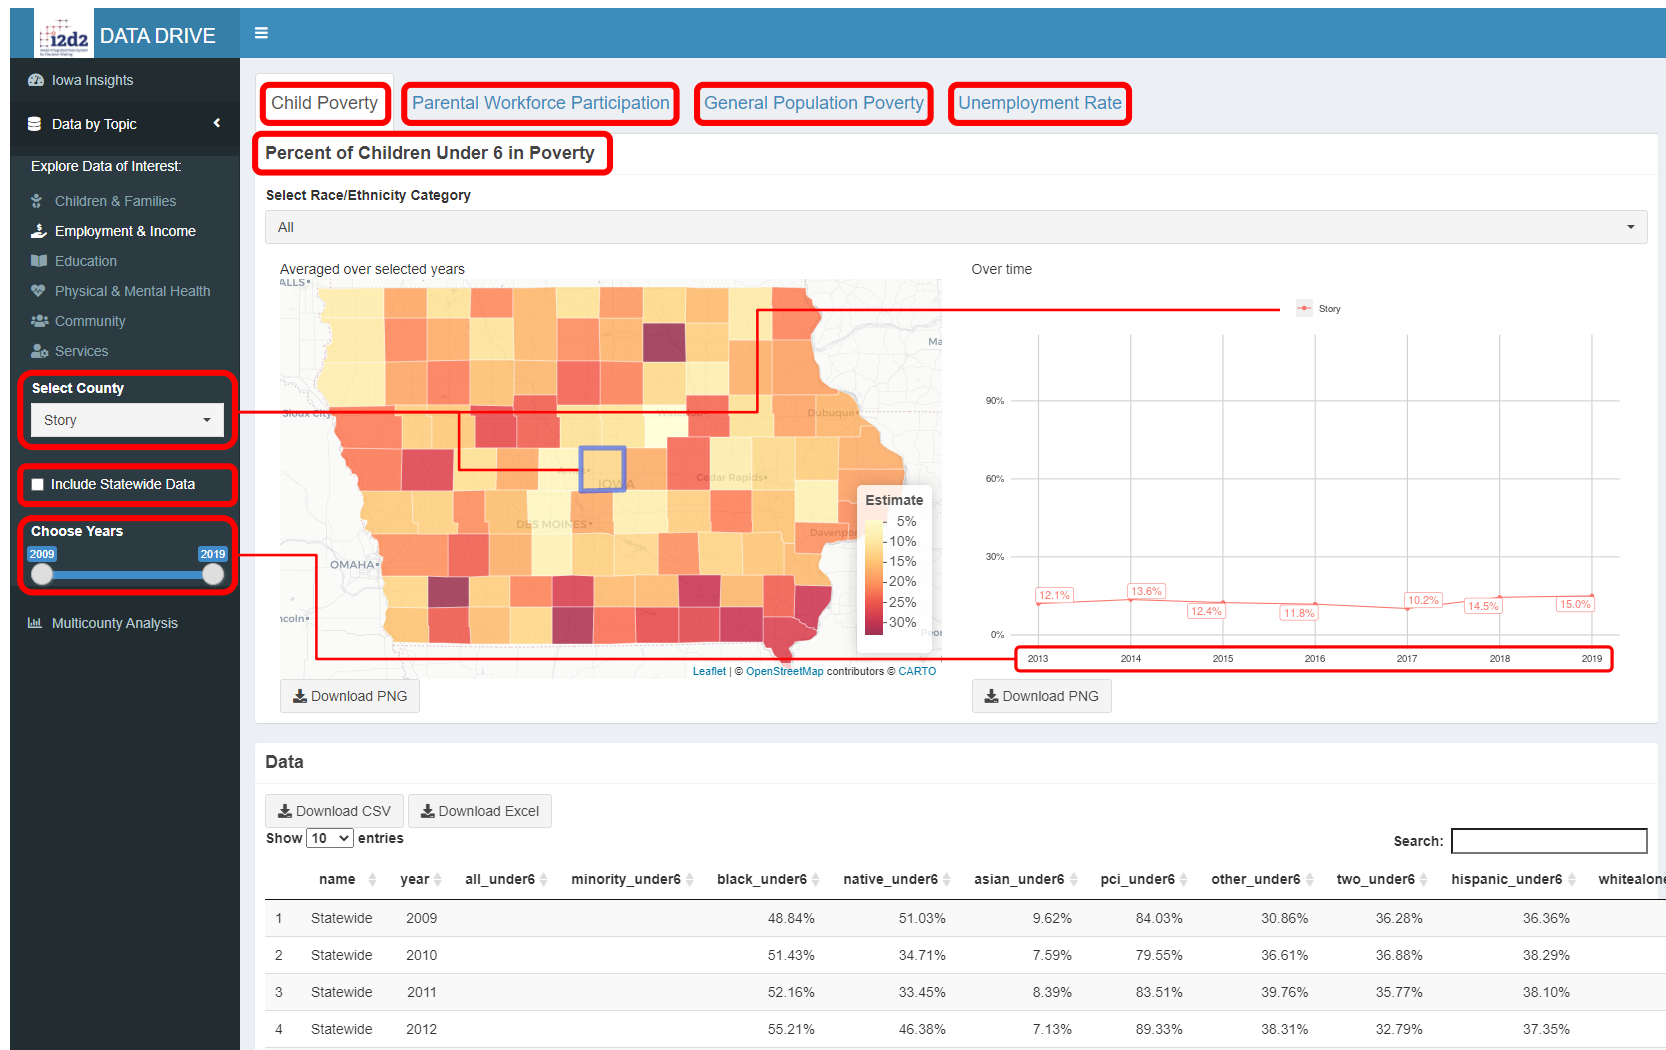 i2d2
DATA DRIVE
Iowa Insights
Data by Topic
Explore Data of Interest:
Children & Families
Employment & Income
Education
Physical & Mental Health
Community
Services
Select County
Story
Include Statewide Data
Choose Years
2009 2019
Multicounty Analysis
Child Poverty Parental Workforce Participation General Population Poverty Unemployment Rate
Percent of Children Under 6 in Poverty
Select Race/Ethnicity Category
All
Averaged over selected years
ALLS
Ma
Sioux City
Waterloo
Dubuque
Ames
IOWA
Cedar Rapids
DES MOINES
Davenpor
OMAHA
ncoln
Peor
Estimate
5%
10%
15%
20%
25%
30%
Leaflet | © OpenStreetMap contributors © CARTO
Download PNG
Over time
Story
90%
60%
30%
0%
12.1% 13.6% 12.4% 11.8% 10.2% 14.5% 15.0%
2013 2014 2015 2016 2017 2018 2019
Download PNG
Data
Download CSV Download Excel
Show 10 entries
Search:
name year all_under6 minority_under6 black_under6 native_under6 asian_under6 pci_under6 other_under6 two_under6 hispanic_under6 whitealone
1 Statewide 2009 48.84% 51.03% 9.62% 84.03% 30.86% 36.28% 36.36%
2 Statewide 2010 51.43% 34.71% 7.59% 79.55% 36.61% 36.88% 38.29%
3 Statewide 2011 52.16% 33.45% 8.39% 83.51% 39.76% 35.77% 38.10%
4 Statewide 2012 55.21% 46.38% 7.13% 89.33% 38.31% 32.79% 37.35%